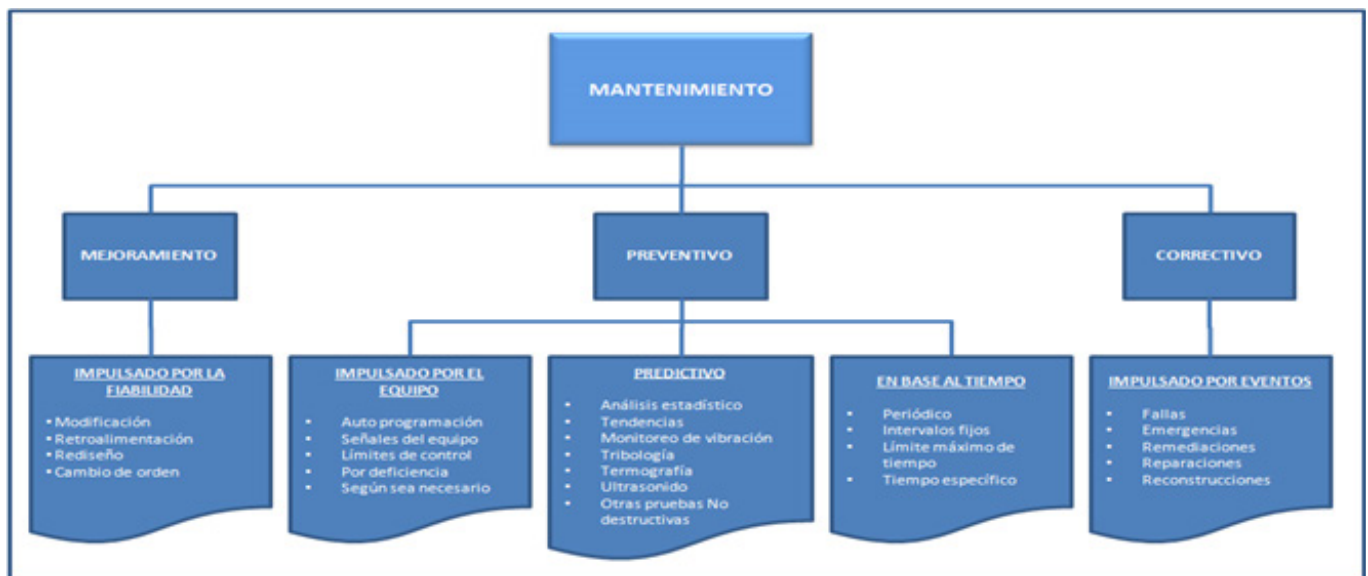 MANTENIMIENTO
MEJORAMIENTO
PREVENTIVO
CORRECTIVO
IMPULSADO POR LA
FIABILIDAD
▪ Modificación
▪ Retroalimentación
▪ Rediseño
▪ Cambio de orden
IMPULSADO POR EL
EQUIPO
▪ Auto programación
▪ Señales del equipo
▪ Límites de control
▪ Por deficiencia
▪ Según sea necesario
PREDICTIVO
▪ Análisis estadístico
▪ Tendencias
▪ Monitoreo de vibración
▪ Tribología
▪ Termografía
▪ Ultrasonido
▪ Otras pruebas No
destructivas
EN BASE AL TIEMPO
▪ Periódico
▪ Intervalos fijos
▪ Límite máximo de
tiempo
▪ Tiempo específico
IMPULSADO POR EVENTOS
▪ Fallas
▪ Emergencias
▪ Remediaciones
▪ Reparaciones
▪ Reconstrucciones